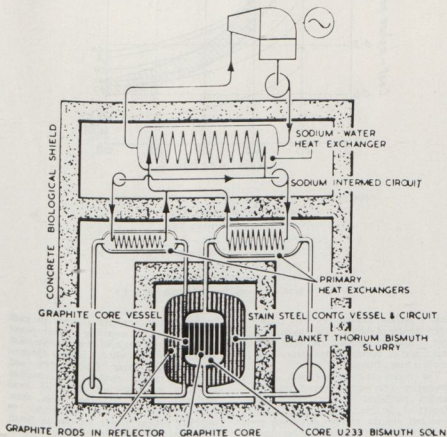 CONCRETE BIOLOGICAL SHIELD
SODIUM-WATER
HEAT EXCHANGER
SODIUM INTERMED CIRCUIT
PRIMARY
HEAT EXCHANGERS
GRAPHITE CORE VESSEL
STAIN STEEL CONTG VESSEL & CIRCUIT
BLANKET THORIUM BISMUTH
SLURRY
GRAPHITE RODS IN REFLECTOR
GRAPHITE CORE
CORE U233 BISMUTH SOLN